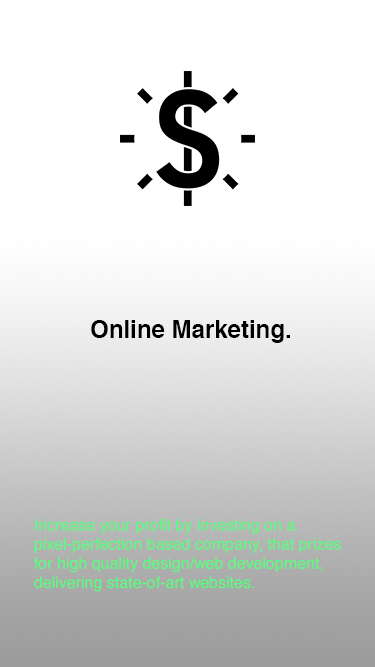 $
Online Marketing.
Increase your profit by investing on a
pixel-perfection based company, that prizes
for high quality design/web development,
delivering state-of-art websites.